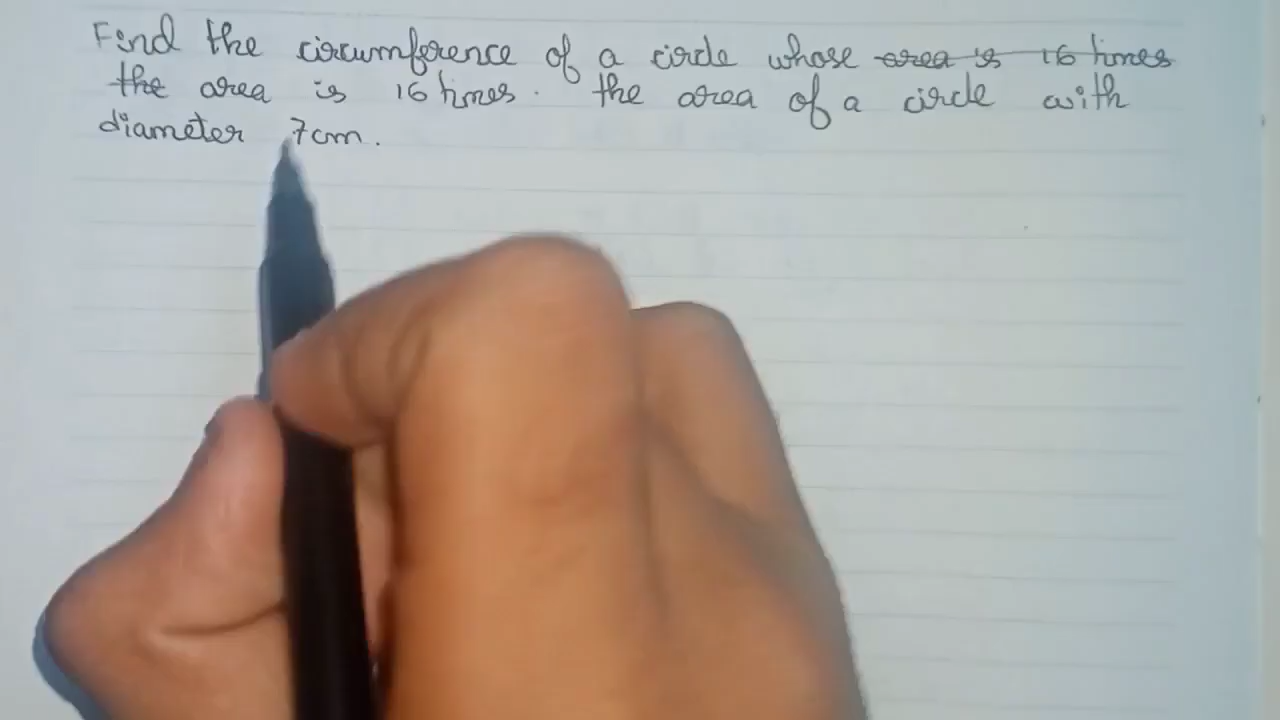 Find the circumference of a circle whose area is 16 times
the area is 16 times. the area of a circle with
diameter 7cm.